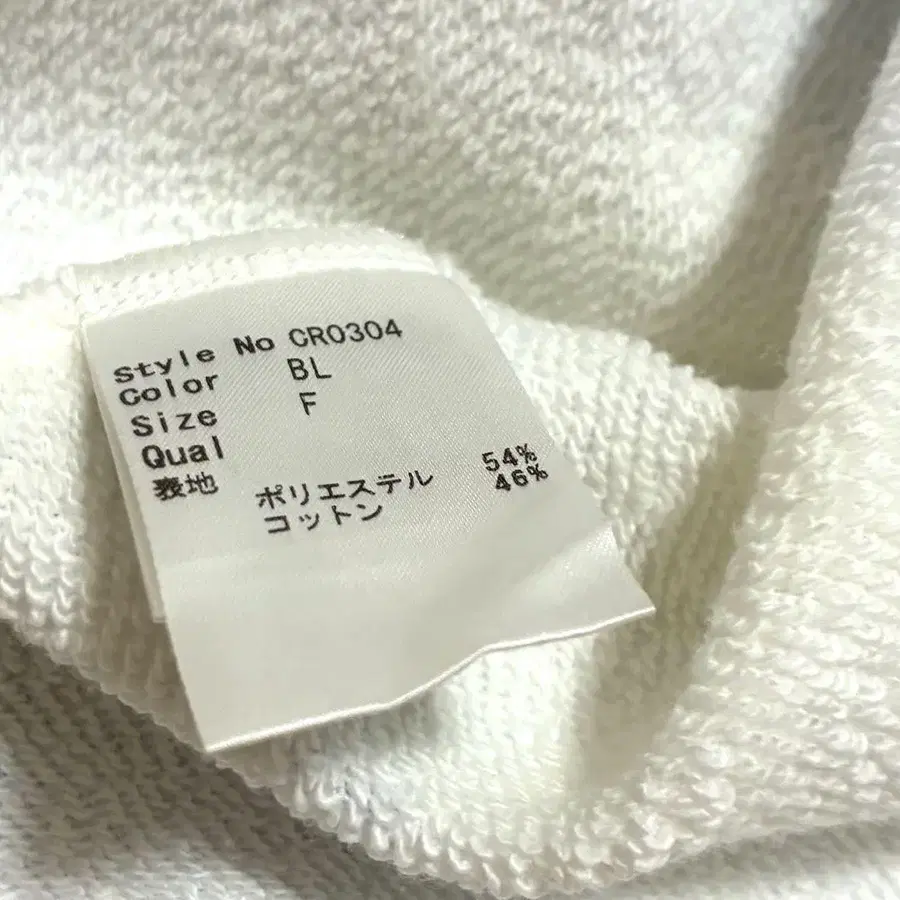 Style No CR0304
Color BL
Size F
Qual
表地
ポリエステル 54%
コットン 46%